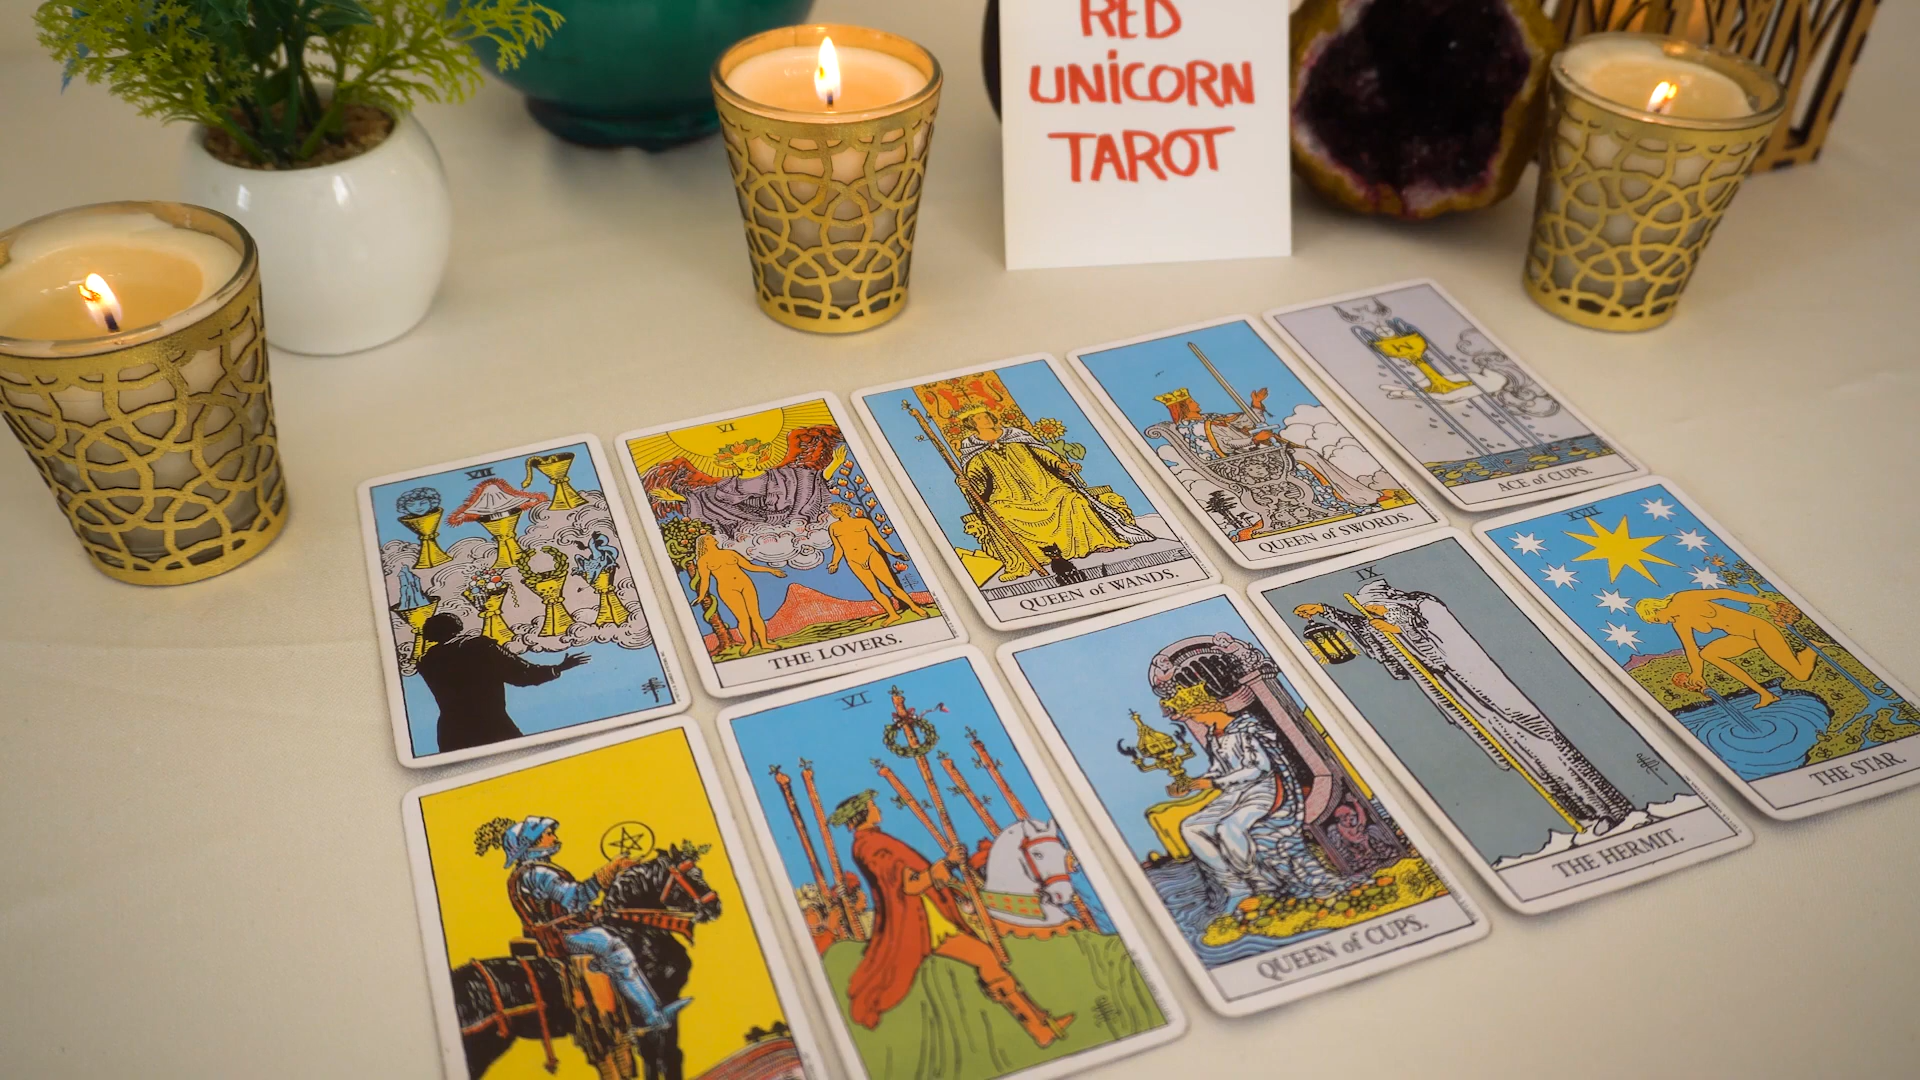 RED
UNICORN
TAROT
VII
VI
THE LOVERS.
QUEEN of WANDS.
QUEEN of SWORDS.
ACE of CUPS.
VI
QUEEN of CUPS.
IX
THE HERMIT.
XVII
THE STAR.